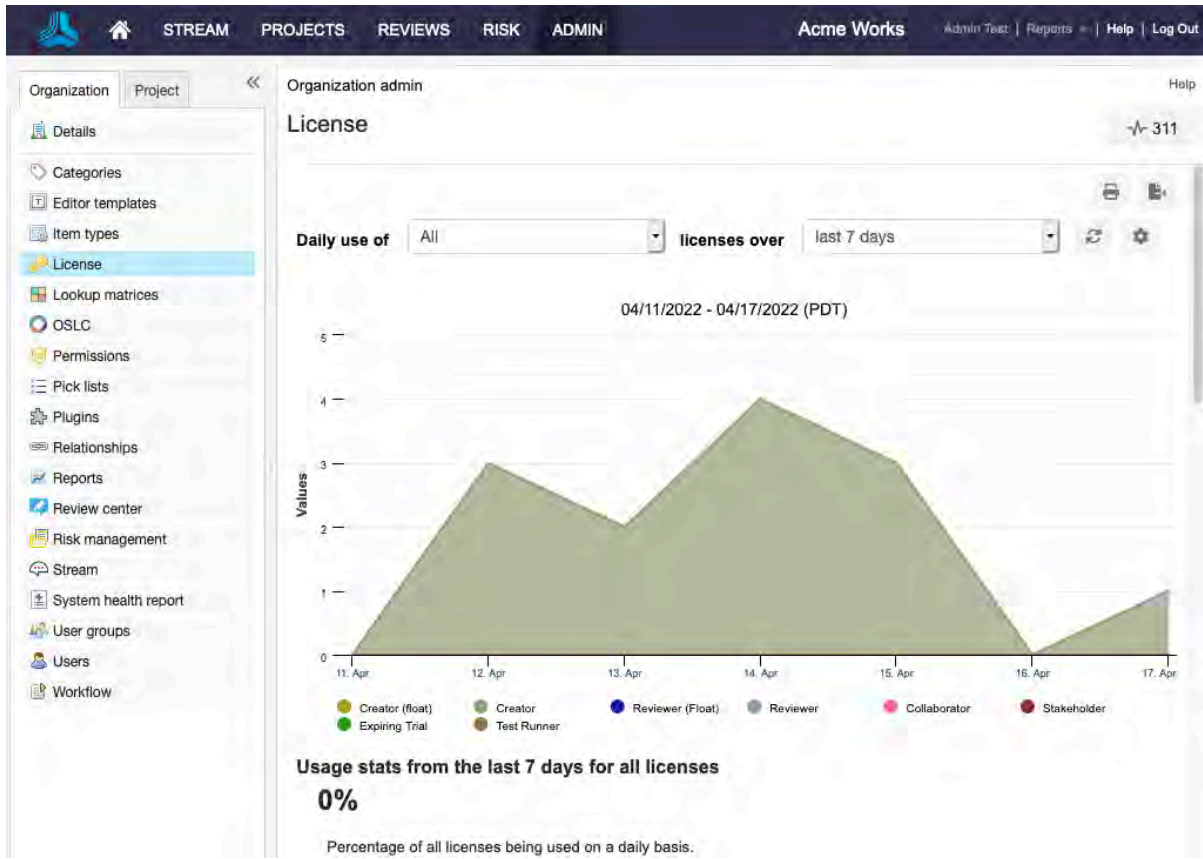 STREAM PROJECTS REVIEWS RISK ADMIN Acme Works Admin Test | Reports | Help | Log Out
Organization Project
Details
Categories
Editor templates
Item types
License
Lookup matrices
OSLC
Permissions
Pick lists
Plugins
Relationships
Reports
Review center
Risk management
Stream
System health report
User groups
Users
Workflow
Organization admin Help
License 311
Daily use of All licenses over last 7 days
04/11/2022 - 04/17/2022 (PDT)
Values
5
4
3
2
1
0
11. Apr 12. Apr 13. Apr 14. Apr 15. Apr 16. Apr 17. Apr
Creator (float) Creator Reviewer (Float) Reviewer Collaborator Stakeholder
Expiring Trial Test Runner
Usage stats from the last 7 days for all licenses
0%
Percentage of all licenses being used on a daily basis.